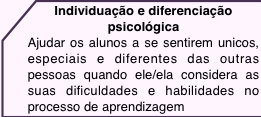 Individuação e diferenciação
psicológica
Ajudar os alunos a se sentirem unicos,
especiais e diferentes das outras
pessoas quando ele/ela considera as
suas dificuldades e habilidades no
processo de aprendizagem